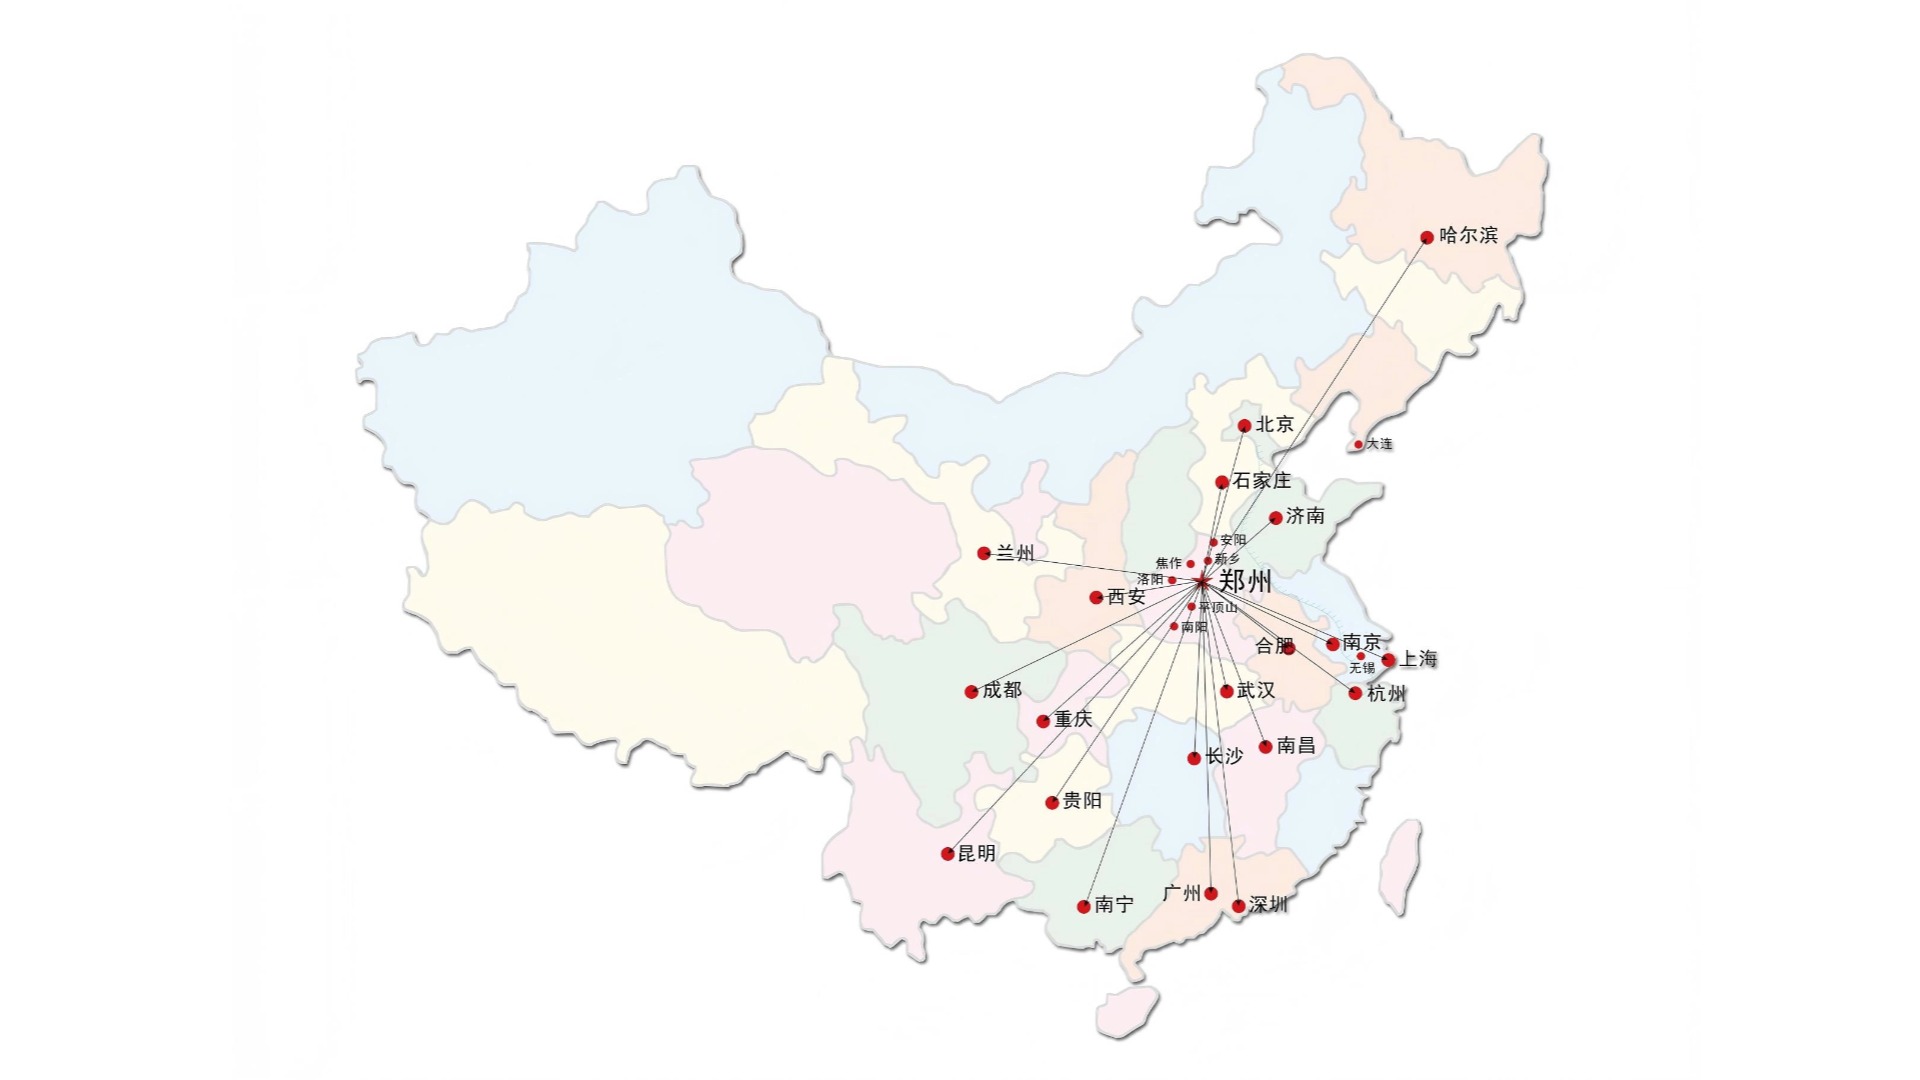 哈尔滨
北京
大连
石家庄
济南
安阳
兰州
焦作
新乡
洛阳
郑州
西安
平顶山
南阳
合肥
南京
无锡
上海
成都
武汉
杭州
重庆
南昌
长沙
贵阳
昆明
广州
南宁
深圳